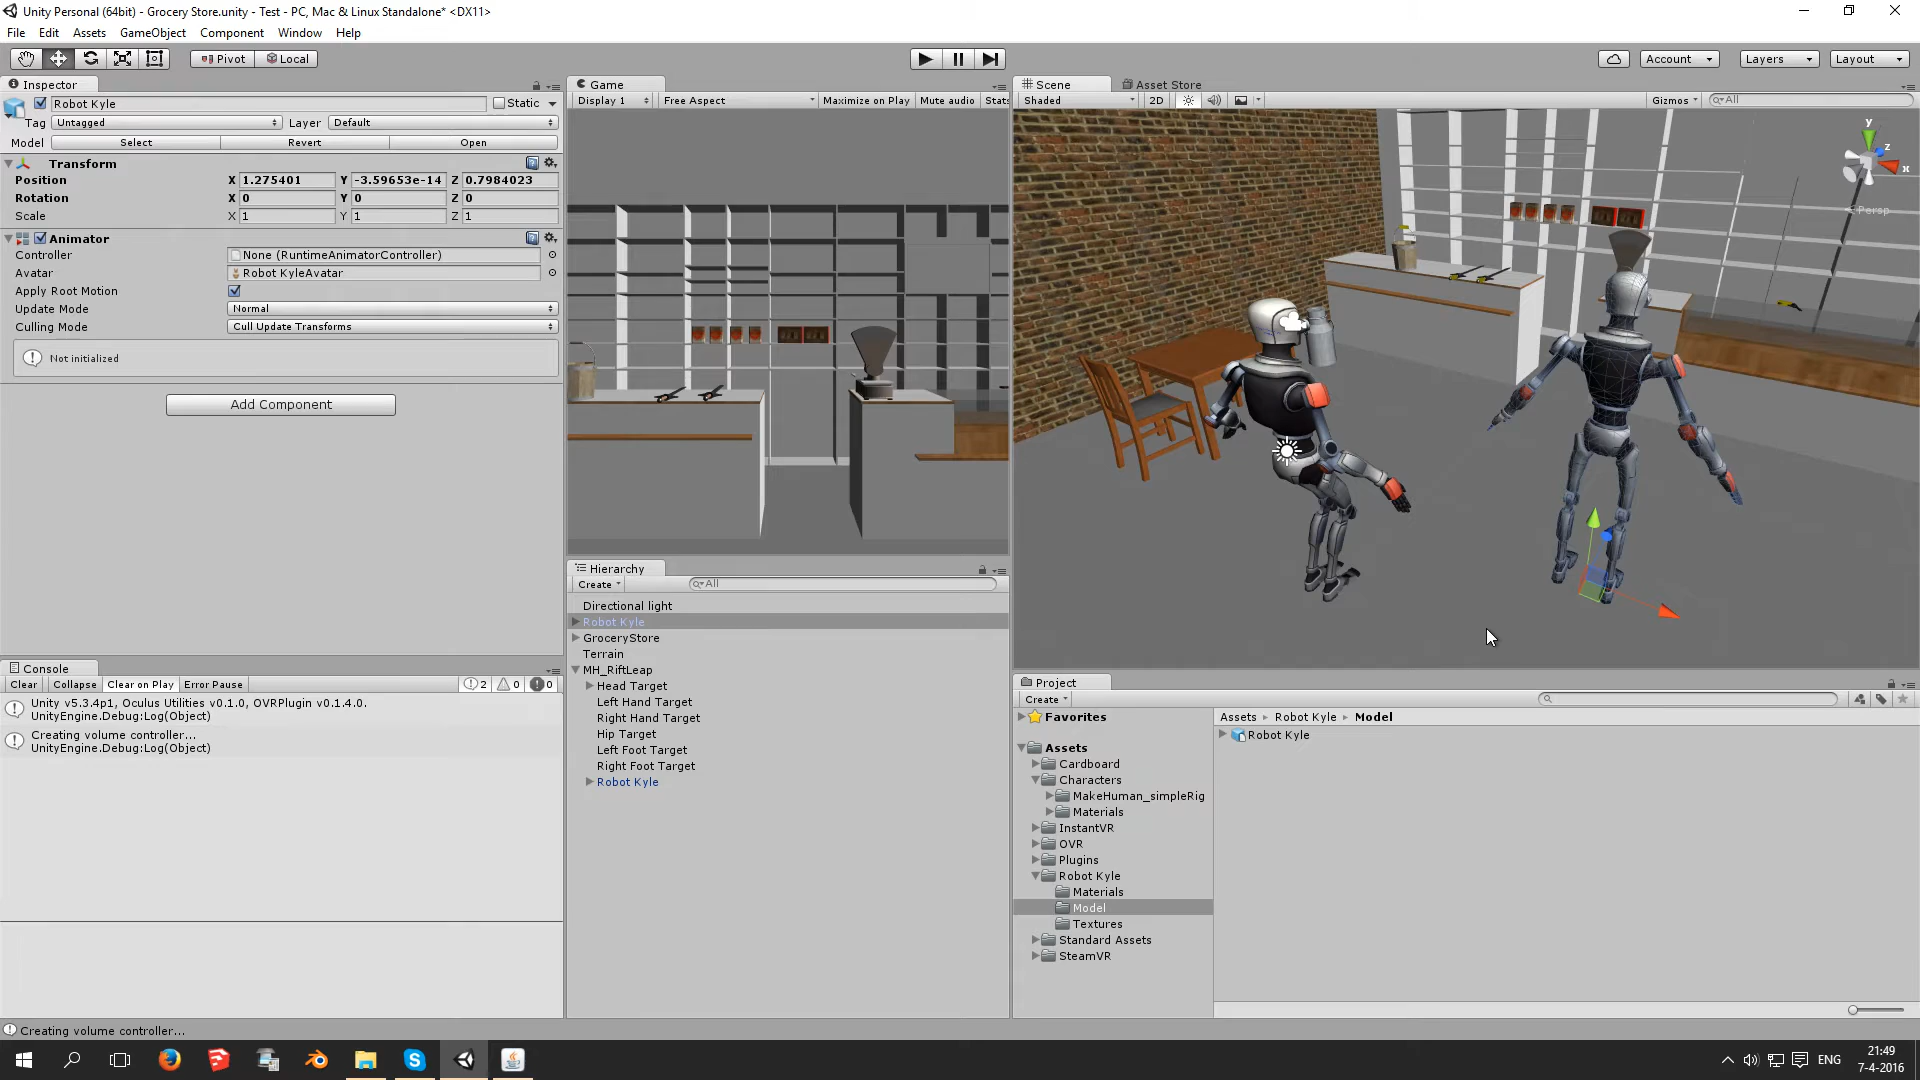 Unity Personal (64bit) - Grocery Store.unity - Test - PC, Mac & Linux Standalone* <DX11>
File Edit Assets GameObject Component Window Help
Pivot Local Account Layers Layout
Inspector
Robot Kyle Static
Tag Untagged Layer Default
Model Select Revert Open
Transform
Position X 1.275401 Y -3.59653e-14 Z 0.7984023
Rotation X 0 Y 0 Z 0
Scale X 1 Y 1 Z 1
Animator
Controller None (RuntimeAnimatorController)
Avatar Robot KyleAvatar
Apply Root Motion
Update Mode Normal
Culling Mode Cull Update Transforms
Not initialized
Add Component
Console
Clear Collapse Clear on Play Error Pause 2 0 0
Unity v5.3.4p1, Oculus Utilities v0.1.0, OVRPlugin v0.1.4.0.
UnityEngine.Debug:Log(Object)
Creating volume controller...
UnityEngine.Debug:Log(Object)
Creating volume controller...
Game
Display 1 Free Aspect Maximize on Play Mute audio Stats
Hierarchy
Create All
Directional light
Robot Kyle
GroceryStore
Terrain
MH_RiftLeap
Head Target
Left Hand Target
Right Hand Target
Hip Target
Left Foot Target
Right Foot Target
Robot Kyle
Scene Asset Store
Shaded 2D Gizmos All
y
z
x
Persp
Project
Create
Favorites
Assets
Cardboard
Characters
MakeHuman_simpleRig
Materials
InstantVR
OVR
Plugins
Robot Kyle
Materials
Model
Textures
Standard Assets
SteamVR
Assets Robot Kyle Model
Robot Kyle
ENG
21:49
7-4-2016